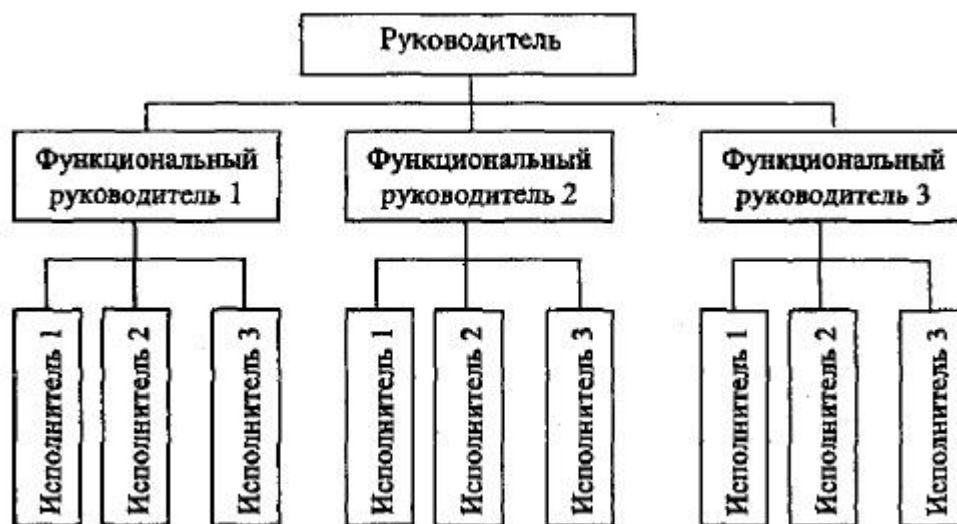 Руководитель
Функциональный
руководитель 1
Функциональный
руководитель 2
Функциональный
руководитель 3
Исполнитель 1
Исполнитель 2
Исполнитель 3
Исполнитель 1
Исполнитель 2
Исполнитель 3
Исполнитель 1
Исполнитель 2
Исполнитель 3